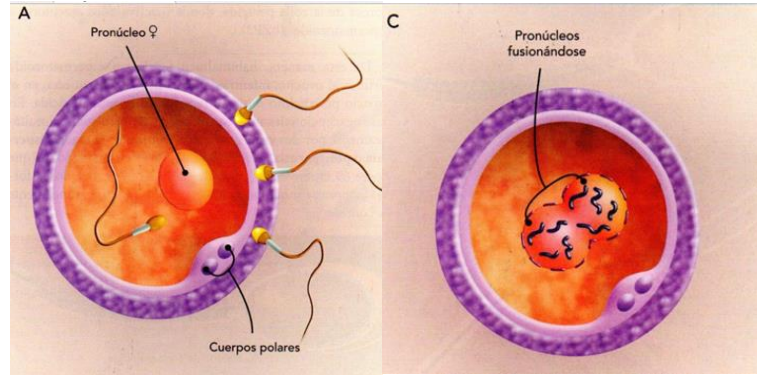 A
Pronúcleo ♀
Cuerpos polares
C
Pronúcleos
fusionándose